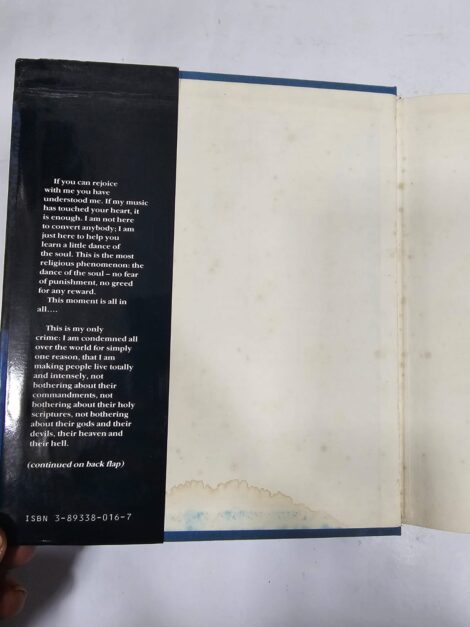 If you can rejoice
with me you have
understood me. If my music
has touched your heart, it
is enough. I am not here
to convert anybody; I am
just here to help you
learn a little dance of
the soul. This is the most
religious phenomenon: the
dance of the soul – no fear
of punishment, no greed
for any reward.
This moment is all in
all....
This is my only
crime: I am condemned all
over the world for simply
one reason, that I am
making people live totally
and intensely, not
bothering about their
commandments, not
bothering about their holy
scriptures, not bothering
about their gods and their
devils, their heaven and
their hell.
(continued on back flap)
ISBN 3-89338-016-7